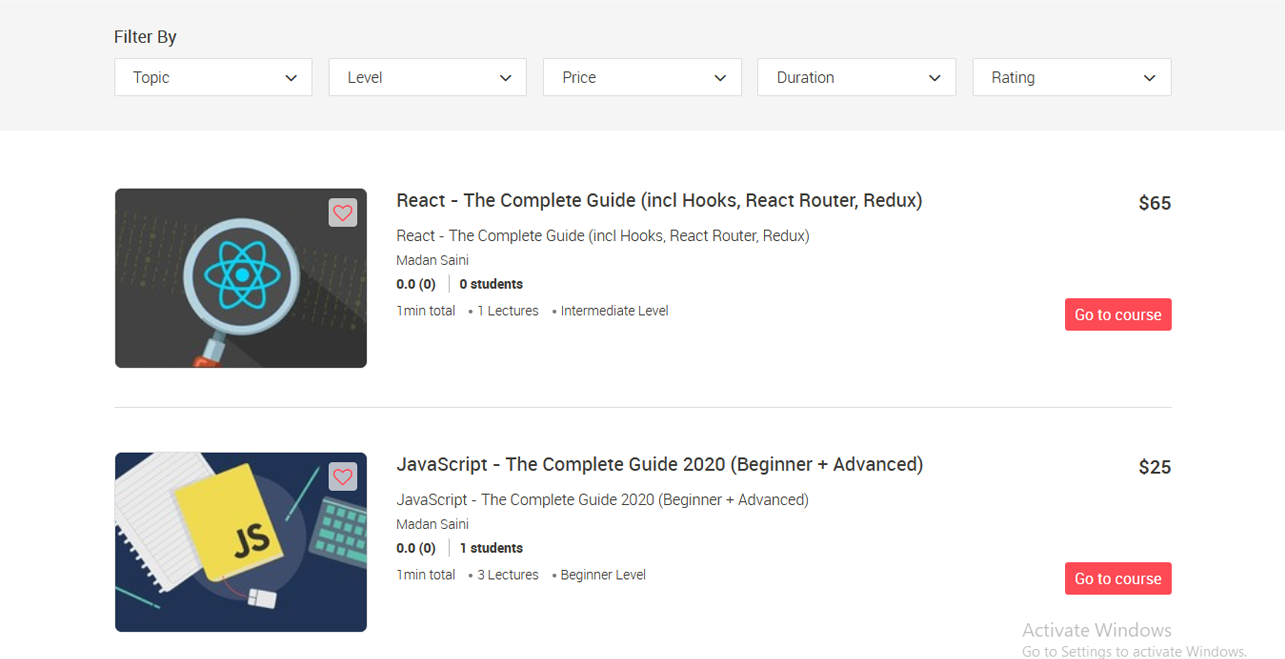 Filter By
Topic Level Price Duration Rating
React - The Complete Guide (incl Hooks, React Router, Redux) $65
React - The Complete Guide (incl Hooks, React Router, Redux)
Madan Saini
0.0 (0) 0 students
1min total • 1 Lectures • Intermediate Level
Go to course
JavaScript - The Complete Guide 2020 (Beginner + Advanced) $25
JavaScript - The Complete Guide 2020 (Beginner + Advanced)
JS
Madan Saini
0.0 (0) 1 students
1min total • 3 Lectures • Beginner Level
Go to course
Activate Windows
Go to Settings to activate Windows.